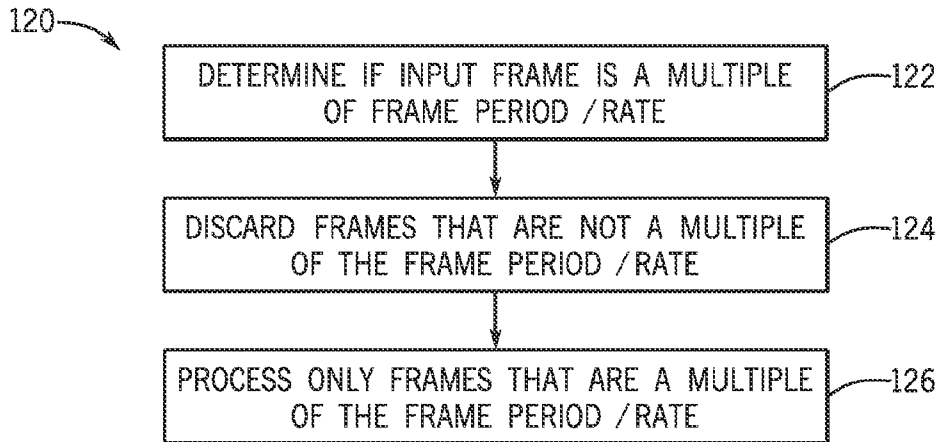 120
DETERMINE IF INPUT FRAME IS A MULTIPLE
OF FRAME PERIOD / RATE
122
DISCARD FRAMES THAT ARE NOT A MULTIPLE
OF THE FRAME PERIOD / RATE
124
PROCESS ONLY FRAMES THAT ARE A MULTIPLE
OF THE FRAME PERIOD / RATE
126